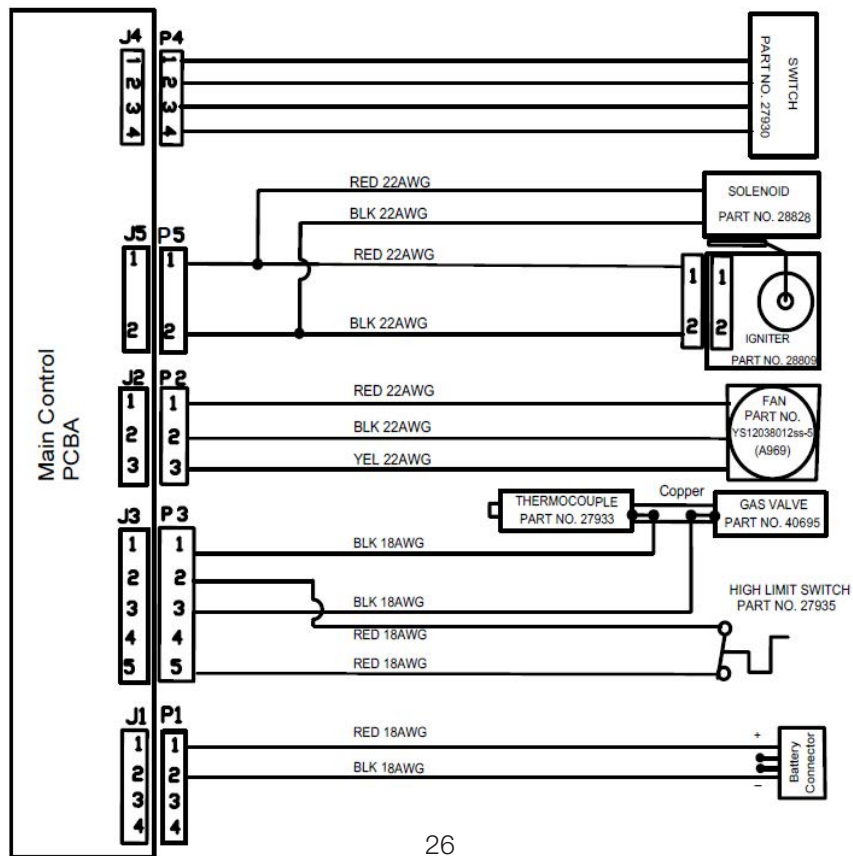 Main Control
PCBA
J4 P4
1 1
2 2
3 3
4 4
SWITCH
PART NO. 27930
RED 22AWG
BLK 22AWG
SOLENOID
PART NO. 28828
J5 P5
1 1
2 2
RED 22AWG
BLK 22AWG
1 1
2 2
IGNITER
PART NO. 28809
J2 P2
1 1
2 2
3 3
RED 22AWG
BLK 22AWG
YEL 22AWG
FAN
PART NO.
YS12038012ss-5
(A969)
THERMOCOUPLE
PART NO. 27933
Copper
GAS VALVE
PART NO. 40695
J3 P3
1 1
2 2
3 3
4 4
5 5
BLK 18AWG
BLK 18AWG
RED 18AWG
RED 18AWG
HIGH LIMIT SWITCH
PART NO. 27935
J1 P1
1 1
2 2
3 3
4 4
RED 18AWG
BLK 18AWG
+
−
Battery
Connector
26